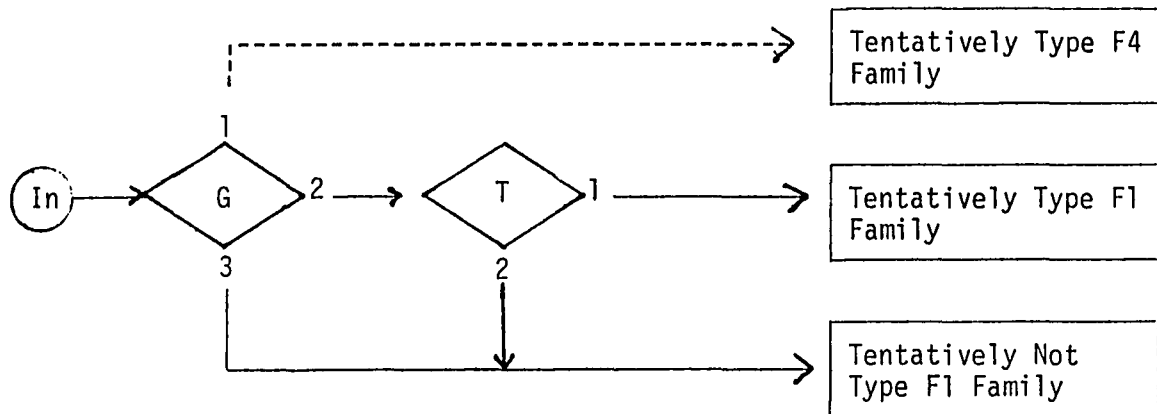 Tentatively Type F4
Family
1
In
G
2
T
1
Tentatively Type F1
Family
3
2
Tentatively Not
Type F1 Family